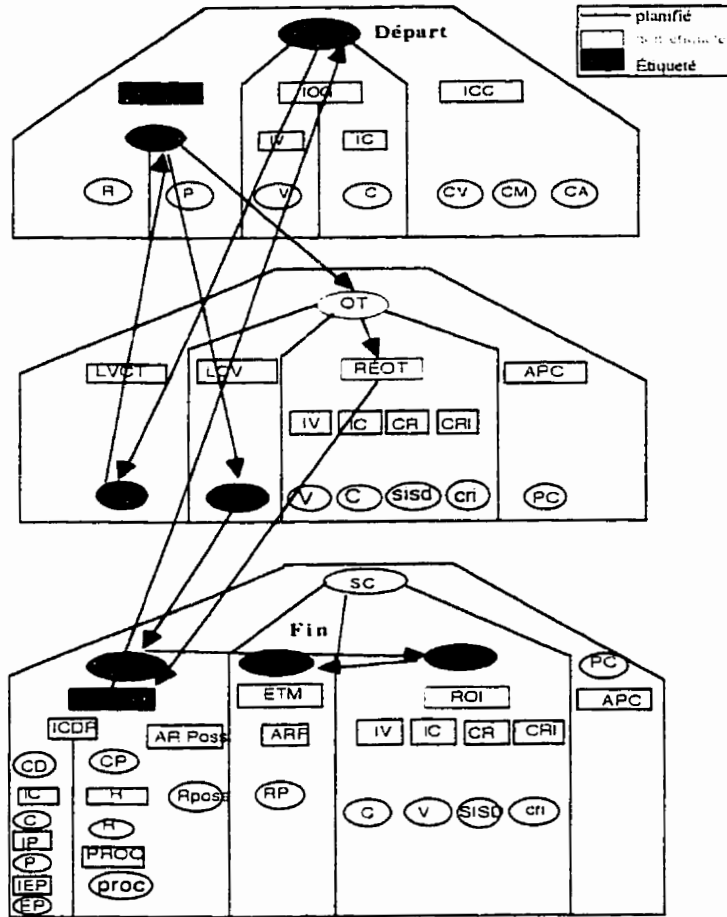 Départ
planifié
Étiqueté
IOG ICC
IV IC
R P V C CV CM CA
OT
LVCT LCV REOT APC
IV IC CR CRI
V C sisd cri PC
SC
Fin
PC
ETM ROI APC
ICDP AR Poss ARP IV IC CR CRI
CD CP
IC R Rposs RP C V SISD cri
C R
IP PROC
P proc
IEP
EP